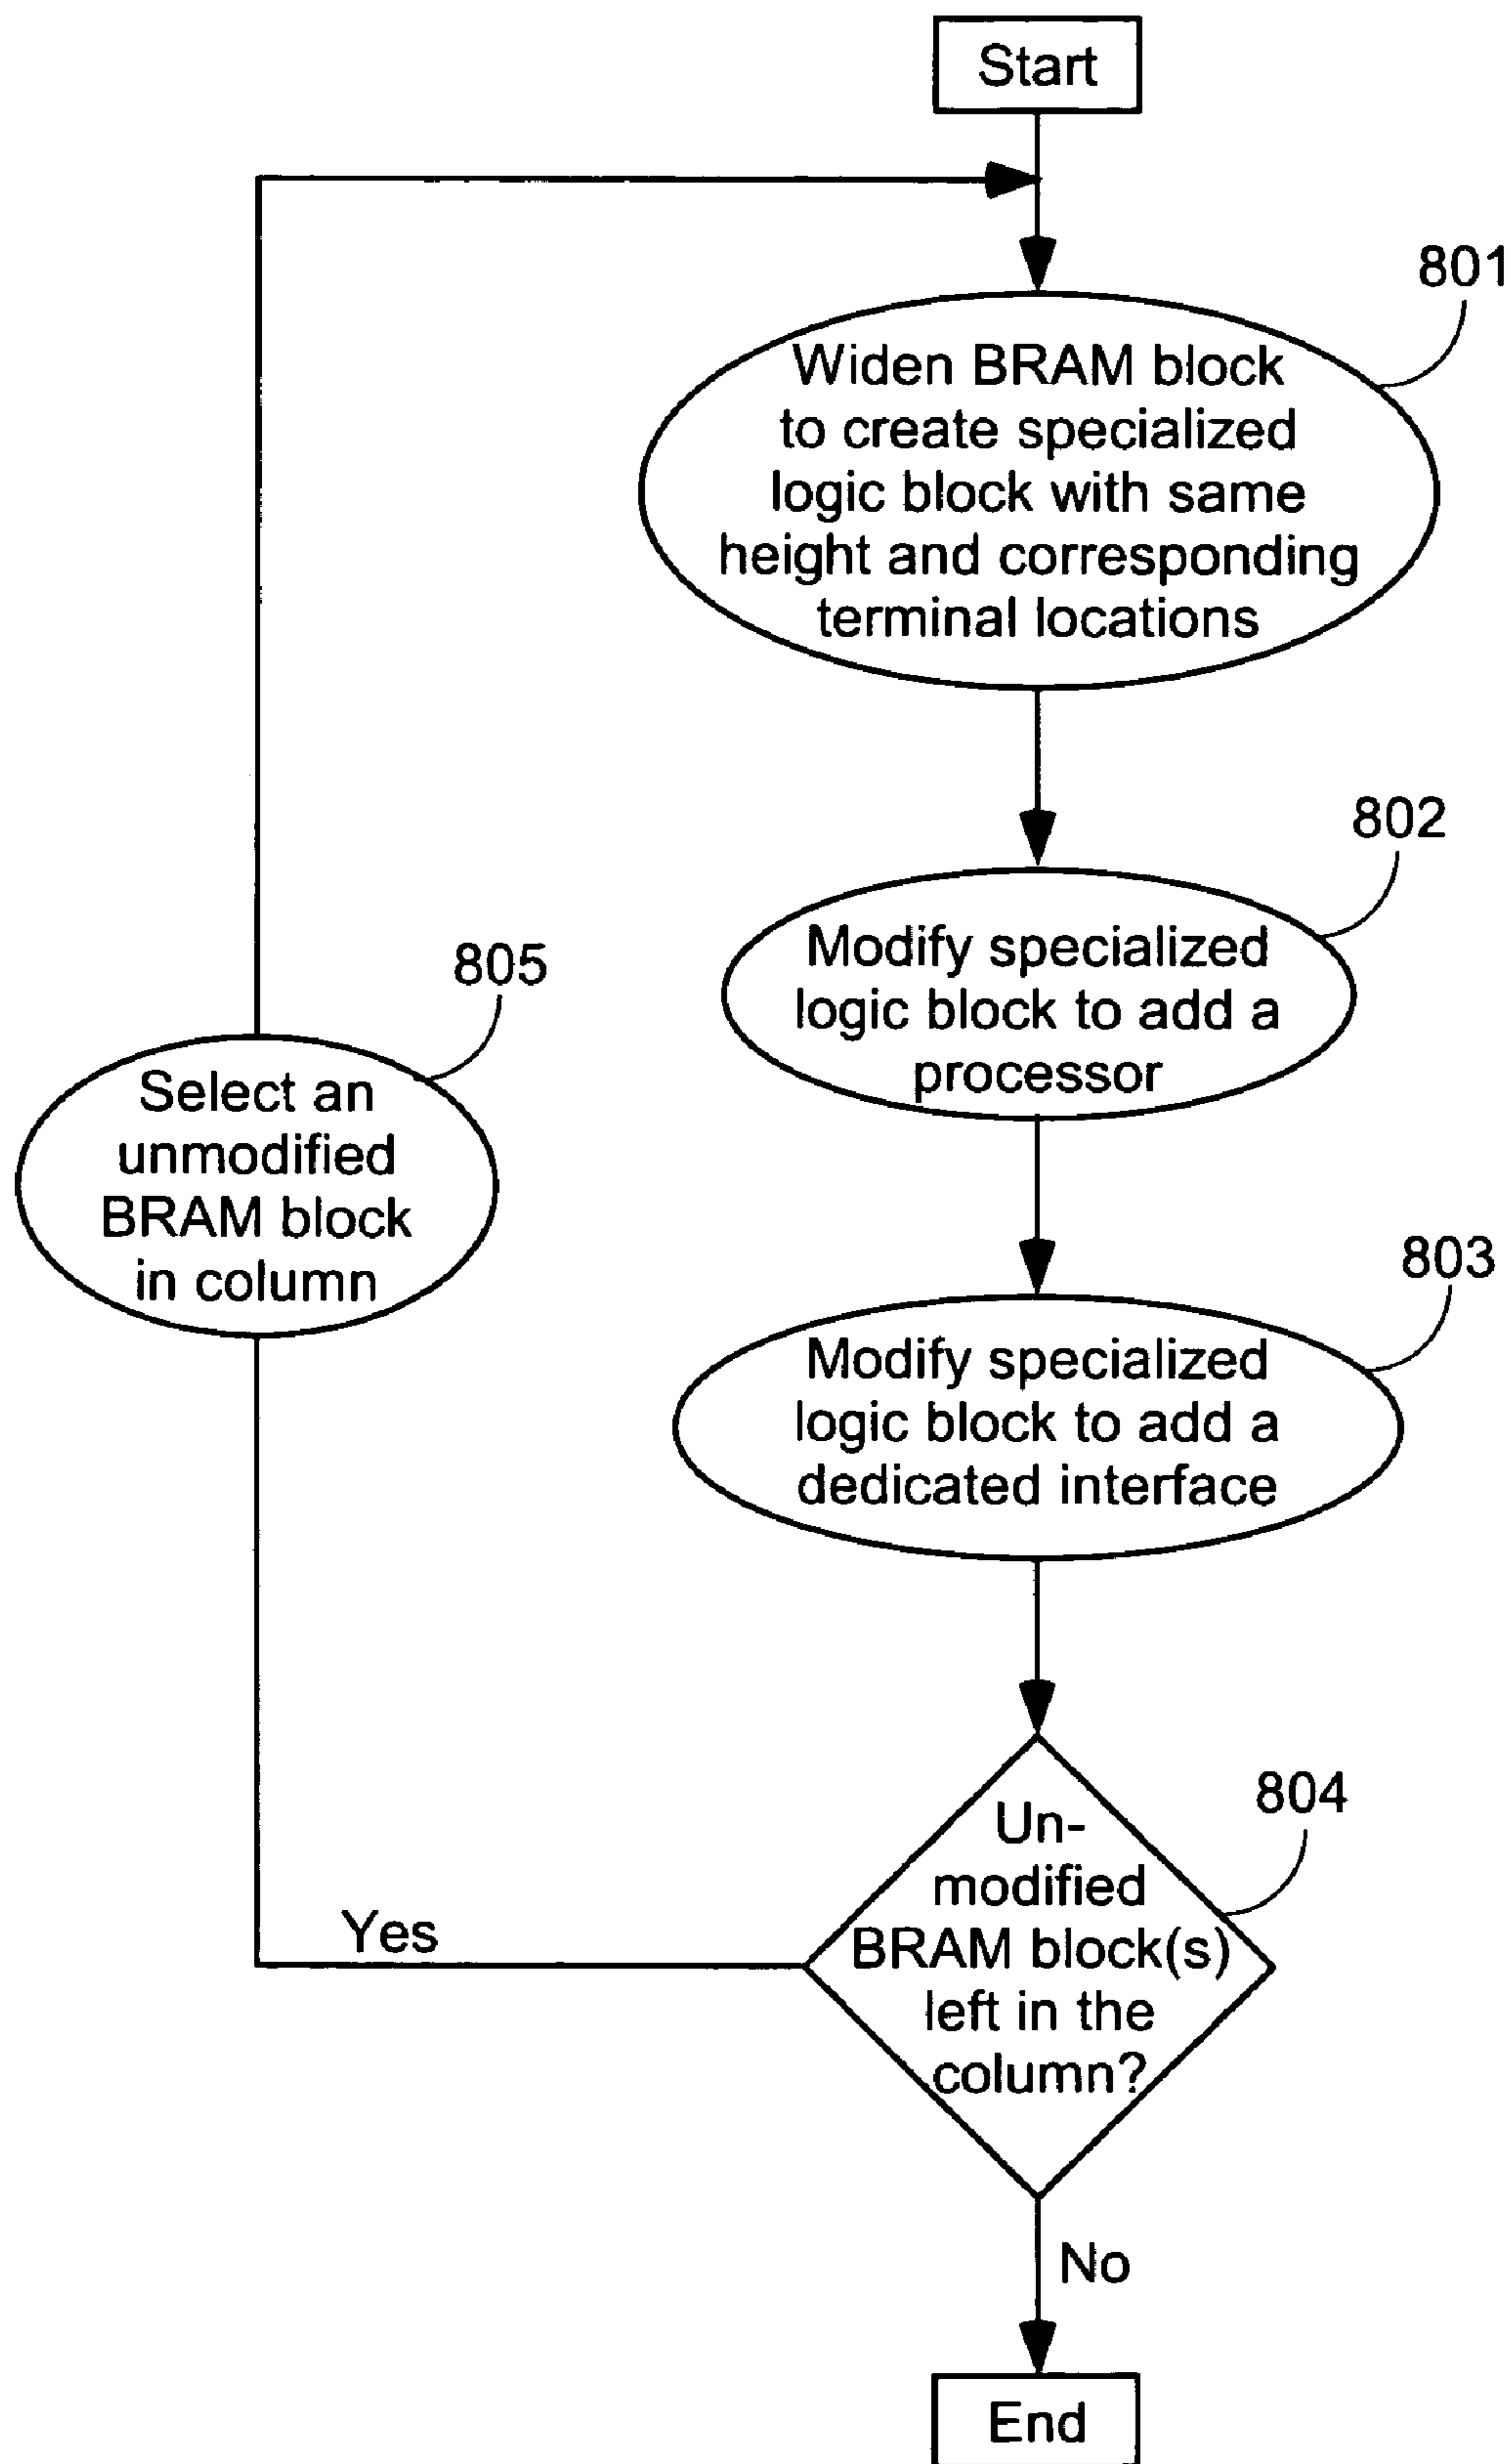 Start
801
Widen BRAM block
to create specialized
logic block with same
height and corresponding
terminal locations
802
Modify specialized
logic block to add a
processor
805
Select an
unmodified
BRAM block
in column
803
Modify specialized
logic block to add a
dedicated interface
804
Un-
modified
BRAM block(s)
left in the
column?
Yes
No
End